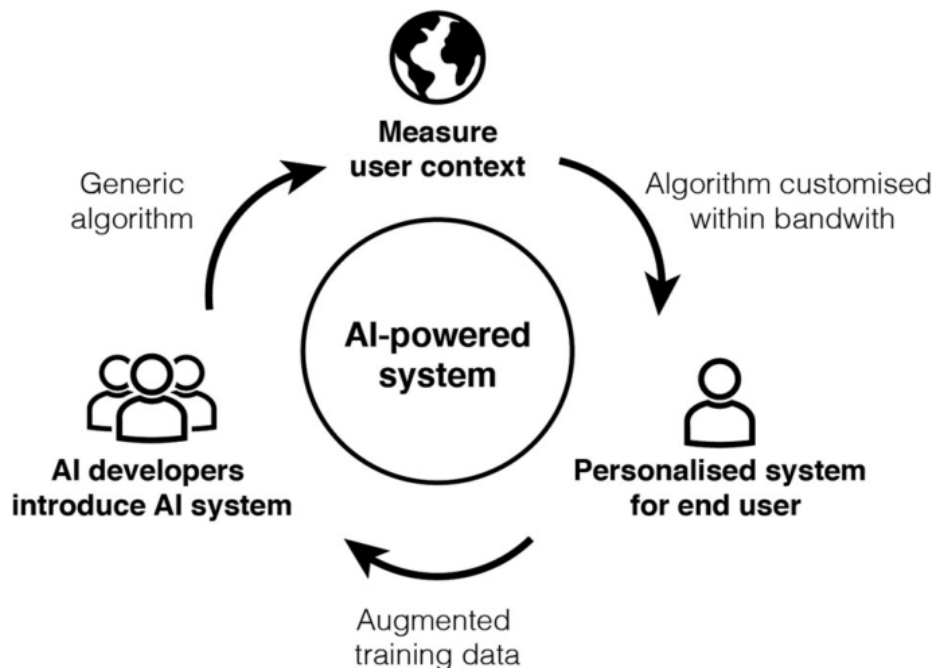 Measure
user context
Generic
algorithm
Algorithm customised
within bandwith
AI-powered
system
AI developers
introduce AI system
Personalised system
for end user
Augmented
training data